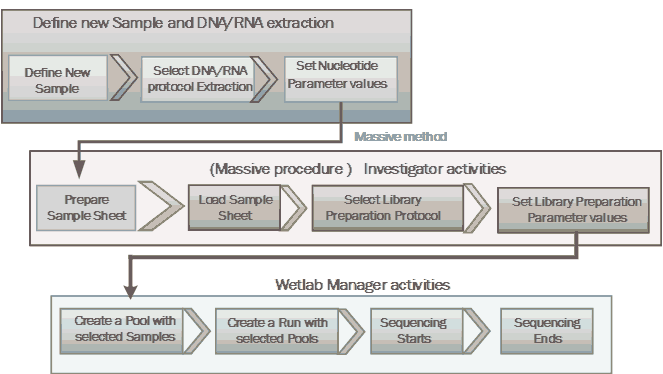 Define new Sample and DNA/RNA extraction
Define New
Sample
Select DNA/RNA
protocol Extraction
Set Nucleotide
Parameter values
Massive method
(Massive procedure ) Investigator activities
Prepare
Sample Sheet
Load Sample
Sheet
Select Library
Preparation Protocol
Set Library Preparation
Parameter values
Wetlab Manager activities
Create a Pool with
selected Samples
Create a Run with
selected Pools
Sequencing
Starts
Sequencing
Ends